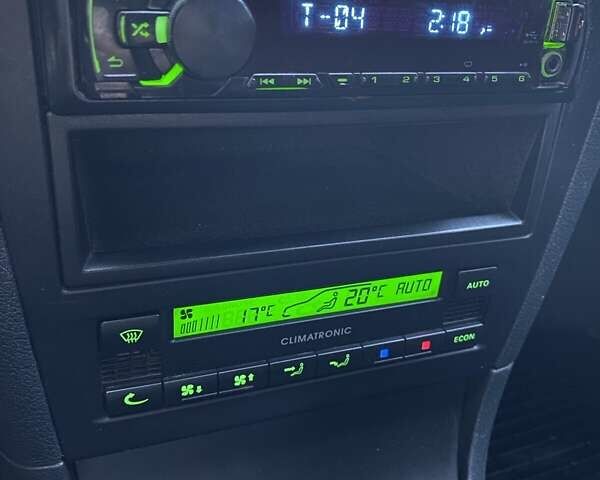 T-04 2:18
1 2 3 4 5 6
17°C 20°C AUTO
AUTO
CLIMATRONIC
ECON